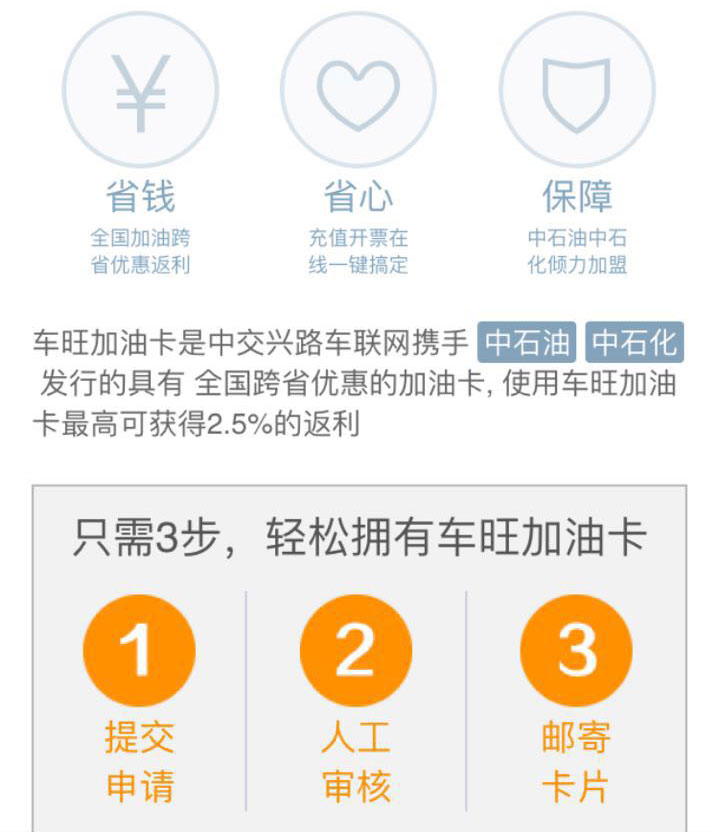 ¥
省钱 省心 保障
全国加油跨 充值开票在 中石油中石
省优惠返利 线一键搞定 化倾力加盟
车旺加油卡是中交兴路车联网携手 中石油 中石化
发行的具有 全国跨省优惠的加油卡, 使用车旺加油
卡最高可获得2.5%的返利
只需3步，轻松拥有车旺加油卡
1 2 3
提交 人工 邮寄
申请 审核 卡片